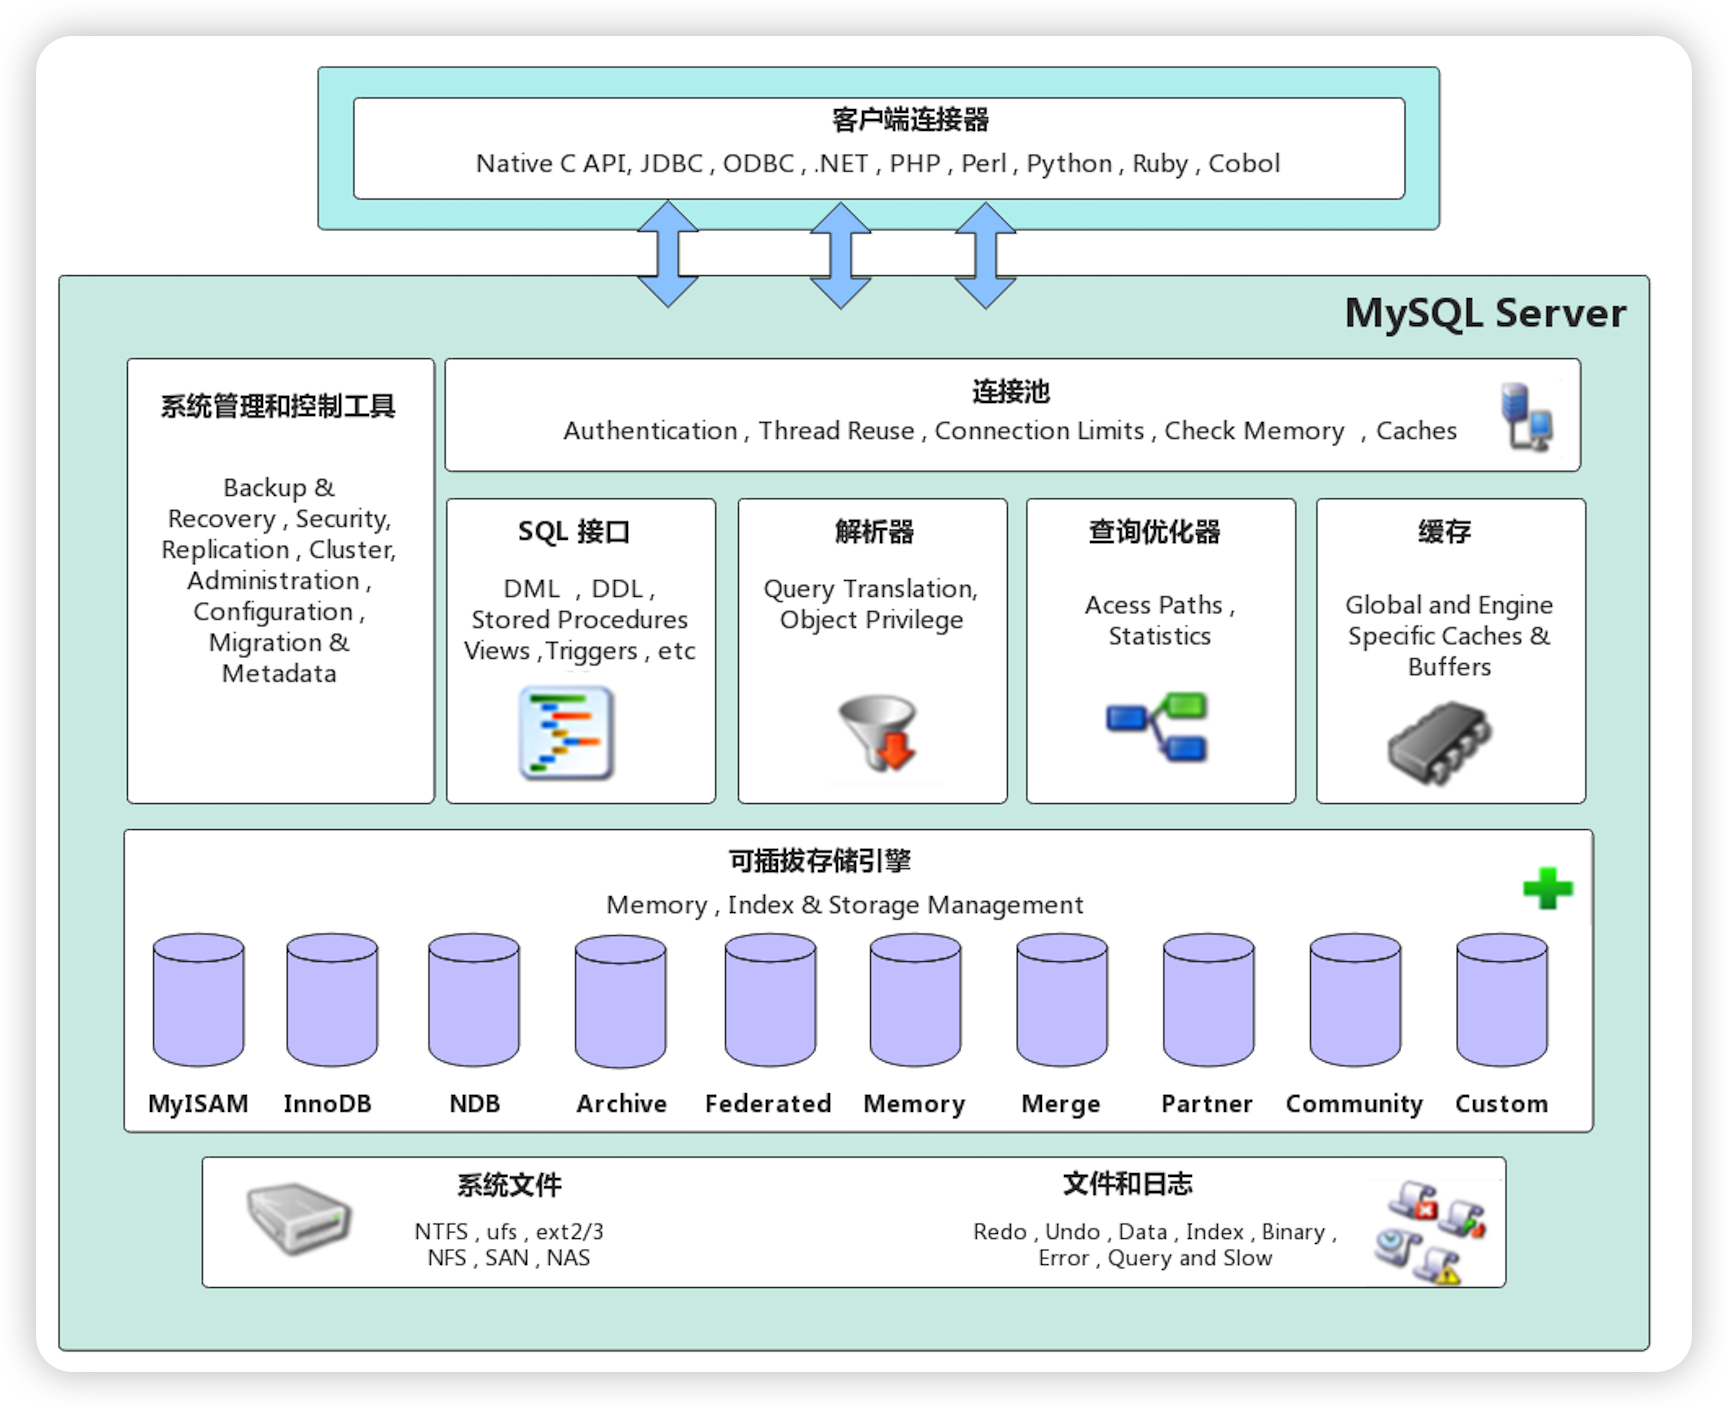 客户端连接器
Native C API, JDBC , ODBC , .NET , PHP , Perl , Python , Ruby , Cobol
MySQL Server
系统管理和控制工具
Backup &
Recovery , Security,
Replication , Cluster,
Administration ,
Configuration ,
Migration &
Metadata
连接池
Authentication , Thread Reuse , Connection Limits , Check Memory , Caches
SQL 接口
DML , DDL ,
Stored Procedures
Views ,Triggers , etc
解析器
Query Translation,
Object Privilege
查询优化器
Acess Paths ,
Statistics
缓存
Global and Engine
Specific Caches &
Buffers
可插拔存储引擎
Memory , Index & Storage Management
MyISAM
InnoDB
NDB
Archive
Federated
Memory
Merge
Partner
Community
Custom
系统文件
NTFS , ufs , ext2/3
NFS , SAN , NAS
文件和日志
Redo , Undo , Data , Index , Binary ,
Error , Query and Slow